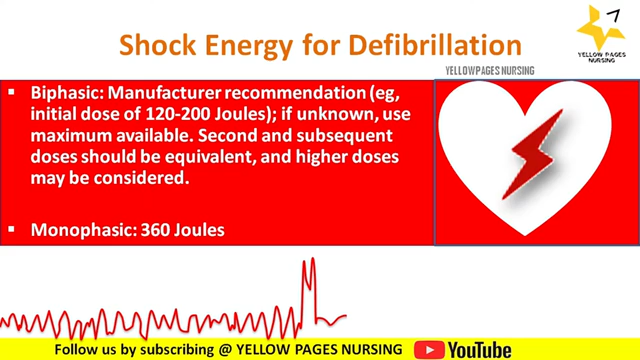 Shock Energy for Defibrillation
YELLOW PAGES
NURSING
YELLOWPAGES NURSING
▪ Biphasic: Manufacturer recommendation (eg,
initial dose of 120-200 Joules); if unknown, use
maximum available. Second and subsequent
doses should be equivalent, and higher doses
may be considered.
▪ Monophasic: 360 Joules
Follow us by subscribing @ YELLOW PAGES NURSING
YouTube